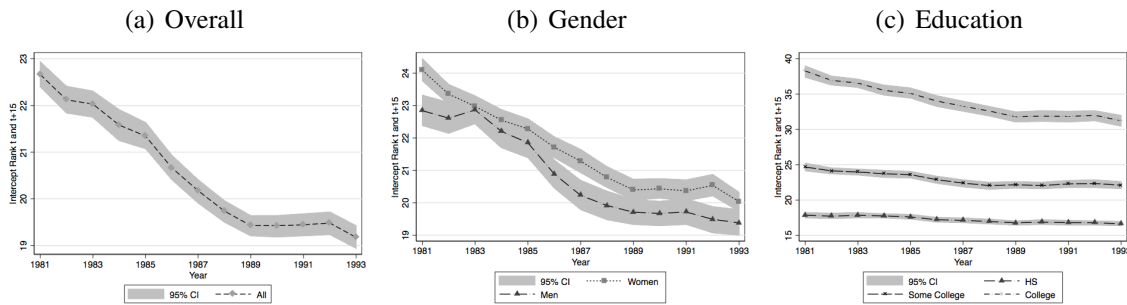 (a) Overall
Intercept Rank t and t+15
23
22
21
20
19
1981 1983 1985 1987 1989 1991 1993
Year
95% CI All
(b) Gender
Intercept Rank t and t+15
24
23
22
21
20
19
1981 1983 1985 1987 1989 1991 1993
Year
95% CI Women
Men
(c) Education
Intercept Rank t and t+15
40
35
30
25
20
15
1981 1983 1985 1987 1989 1991 1993
Year
95% CI HS
Some College College